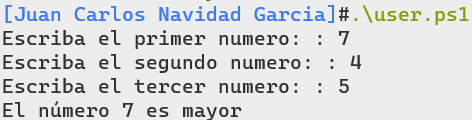 [Juan Carlos Navidad Garcia]#.\user.ps1
Escriba el primer numero: : 7
Escriba el segundo numero: : 4
Escriba el tercer numero: : 5
El número 7 es mayor